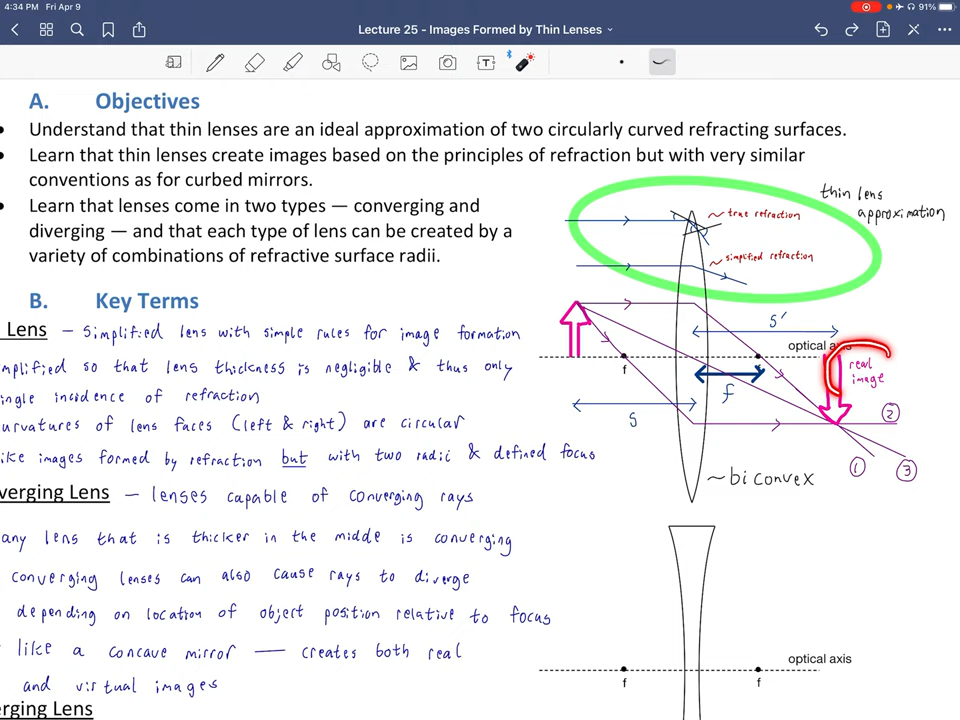 4:34 PM Fri Apr 9
91%
Lecture 25 - Images Formed by Thin Lenses
A. Objectives
Understand that thin lenses are an ideal approximation of two circularly curved refracting surfaces.
Learn that thin lenses create images based on the principles of refraction but with very similar
conventions as for curbed mirrors.
Learn that lenses come in two types — converging and
diverging — and that each type of lens can be created by a
variety of combinations of refractive surface radii.
thin lens
approximation
~ true refraction
~ simplified refraction
B. Key Terms
Lens — simplified lens with simple rules for image formation
mplified so that lens thickness is negligible & thus only
ingle incidence of refraction
urvatures of lens faces (left & right) are circular
ike images formed by refraction but with two radii & defined focus
verging Lens — lenses capable of converging rays
any lens that is thicker in the midde is converging
converging lenses can also cause rays to diverge
depending on location of object position relative to focus
like a concave mirror — creates both real
and virtual images
erging Lens
s'
optical
f
f
s
real
image
2
1
3
~ biconvex
optical axis
f
f